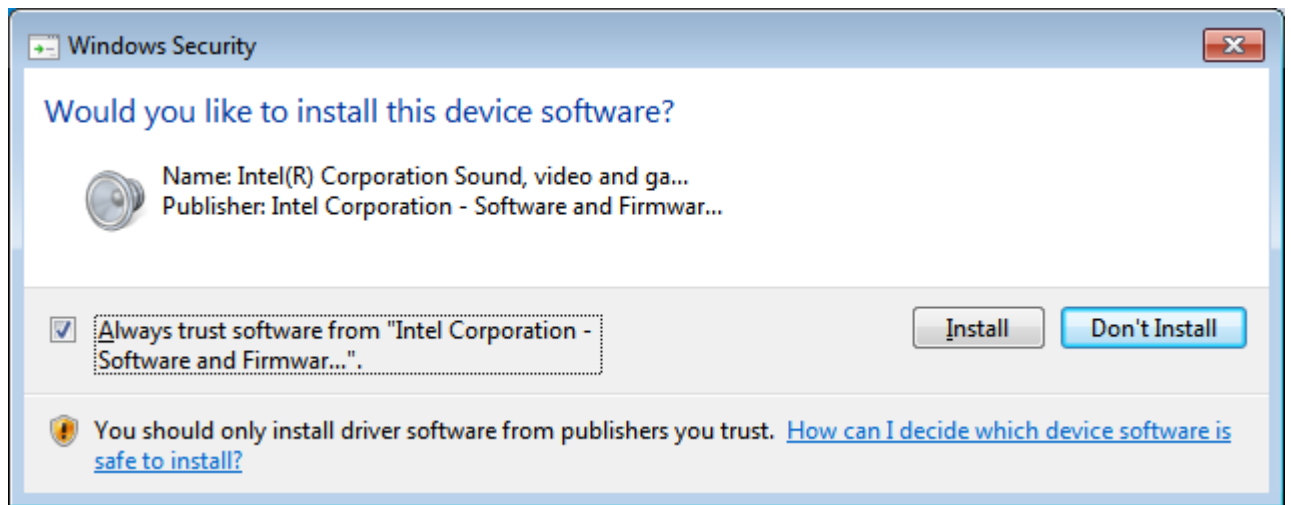 Windows Security
Would you like to install this device software?
Name: Intel(R) Corporation Sound, video and ga...
Publisher: Intel Corporation - Software and Firmwar...
Always trust software from "Intel Corporation -
Software and Firmwar...".
Install
Don't Install
You should only install driver software from publishers you trust. How can I decide which device software is
safe to install?